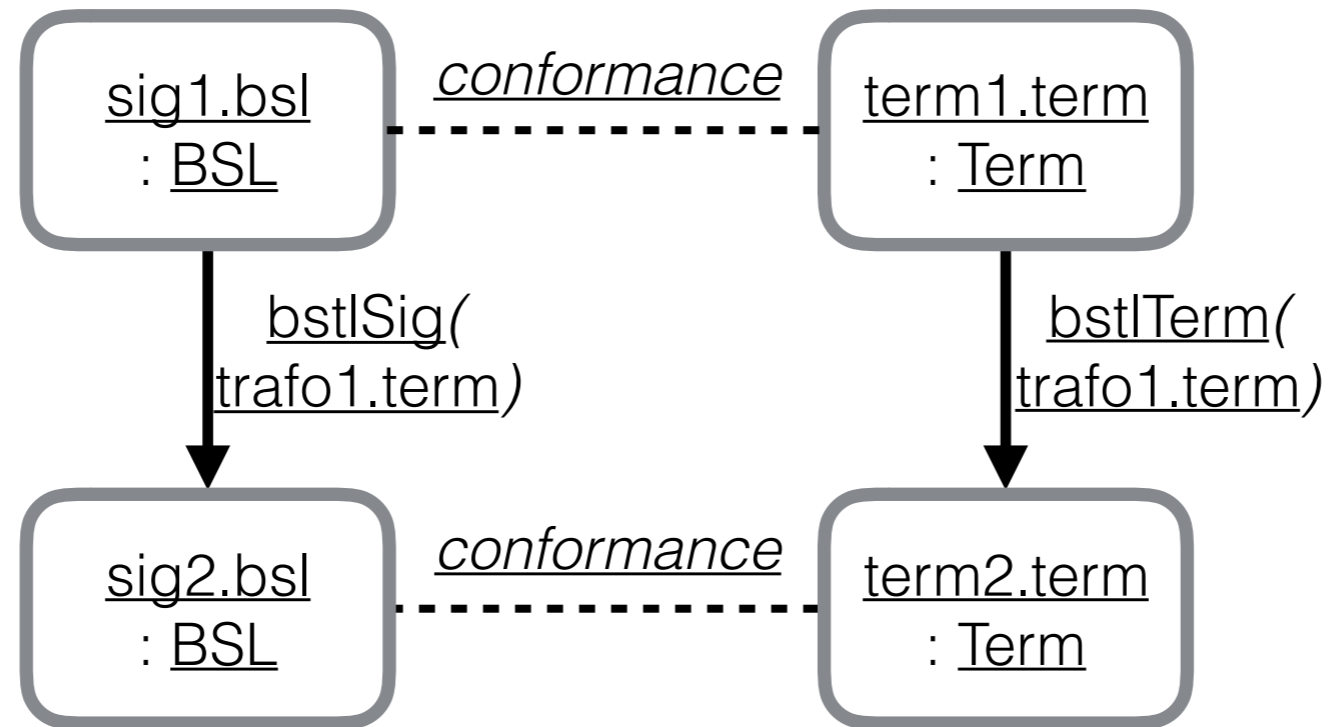 sig1.bsl
: BSL
conformance
term1.term
: Term
bstlSig(
trafo1.term)
bstlTerm(
trafo1.term)
sig2.bsl
: BSL
conformance
term2.term
: Term